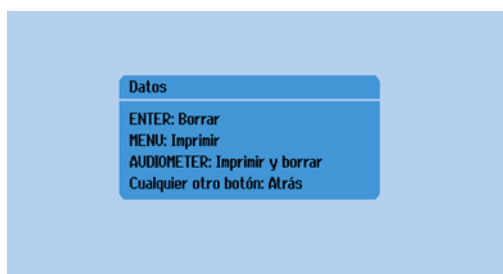 Datos
ENTER: Borrar
MENU: Imprimir
AUDIOMETER: Imprimir y borrar
Cualquier otro botón: Atrás